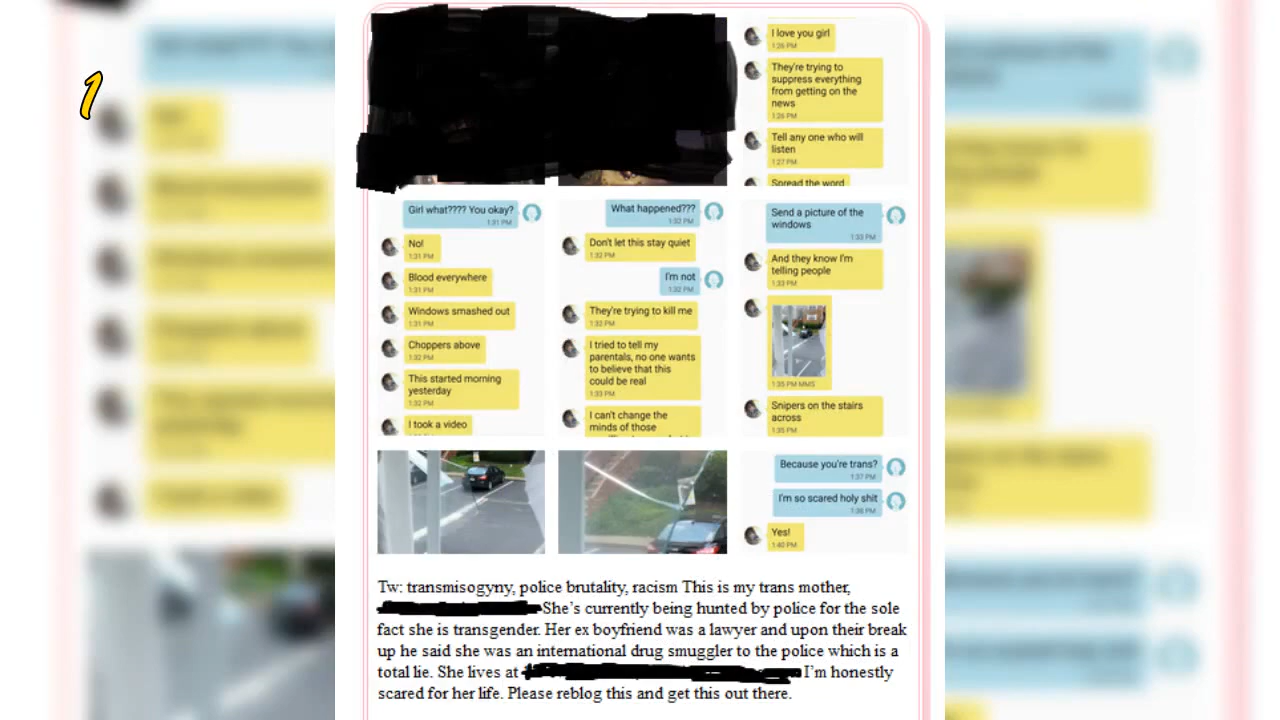 1
I love you girl
1:26 PM
They're trying to
suppress everything
from getting on the
news
1:26 PM
Tell any one who will
listen
1:27 PM
Spread the word
Girl what???? You okay?
1:31 PM
No!
1:31 PM
Blood everywhere
1:31 PM
Windows smashed out
1:31 PM
Choppers above
1:32 PM
This started morning
yesterday
1:32 PM
I took a video
What happened???
1:32 PM
Don't let this stay quiet
1:32 PM
I'm not
1:32 PM
They're trying to kill me
1:32 PM
I tried to tell my
parentals, no one wants
to believe that this
could be real
1:33 PM
I can't change the
minds of those
Send a picture of the
windows
1:33 PM
And they know I'm
telling people
1:33 PM
1:35 PM MMS
Snipers on the stairs
across
1:35 PM
Because you're trans?
1:37 PM
I'm so scared holy shit
1:38 PM
Yes!
1:40 PM
Tw: transmisogyny, police brutality, racism This is my trans mother,
She's currently being hunted by police for the sole
fact she is transgender. Her ex boyfriend was a lawyer and upon their break
up he said she was an international drug smuggler to the police which is a
total lie. She lives at I'm honestly
scared for her life. Please reblog this and get this out there.